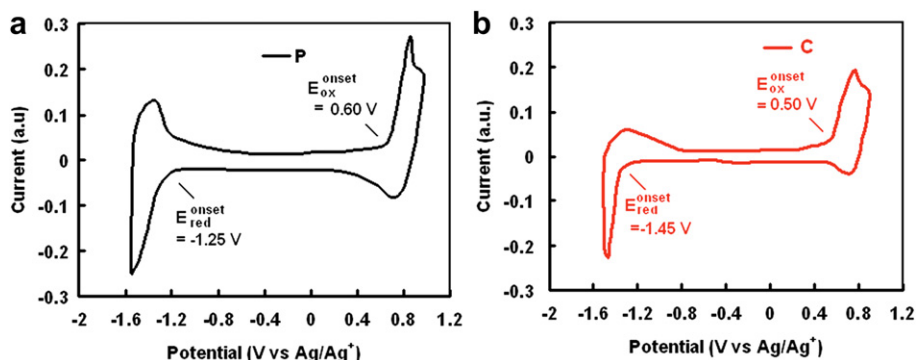 a
P
E ox onset
= 0.60 V
E red onset
= -1.25 V
Current (a.u)
0.3
0.2
0.1
0
-0.1
-0.2
-0.3
-2 -1.6 -1.2 -0.8 -0.4 0 0.4 0.8 1.2
Potential (V vs Ag/Ag+)
b
C
E ox onset
= 0.50 V
E red onset
=-1.45 V
Current (a.u.)
0.3
0.2
0.1
0
-0.1
-0.2
-0.3
-2 -1.6 -1.2 -0.8 -0.4 0 0.4 0.8 1.2
Potential (V vs Ag/Ag+)